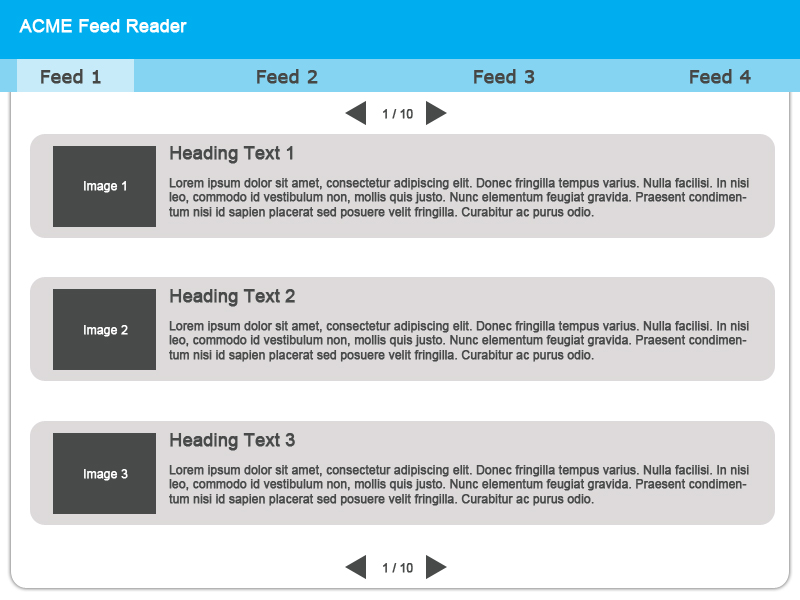 ACME Feed Reader
Feed 1 Feed 2 Feed 3 Feed 4
1 / 10
Image 1
Heading Text 1
Lorem ipsum dolor sit amet, consectetur adipiscing elit. Donec fringilla tempus varius. Nulla facilisi. In nisi
leo, commodo id vestibulum non, mollis quis justo. Nunc elementum feugiat gravida. Praesent condimen-
tum nisi id sapien placerat sed posuere velit fringilla. Curabitur ac purus odio.
Image 2
Heading Text 2
Lorem ipsum dolor sit amet, consectetur adipiscing elit. Donec fringilla tempus varius. Nulla facilisi. In nisi
leo, commodo id vestibulum non, mollis quis justo. Nunc elementum feugiat gravida. Praesent condimen-
tum nisi id sapien placerat sed posuere velit fringilla. Curabitur ac purus odio.
Image 3
Heading Text 3
Lorem ipsum dolor sit amet, consectetur adipiscing elit. Donec fringilla tempus varius. Nulla facilisi. In nisi
leo, commodo id vestibulum non, mollis quis justo. Nunc elementum feugiat gravida. Praesent condimen-
tum nisi id sapien placerat sed posuere velit fringilla. Curabitur ac purus odio.
1 / 10